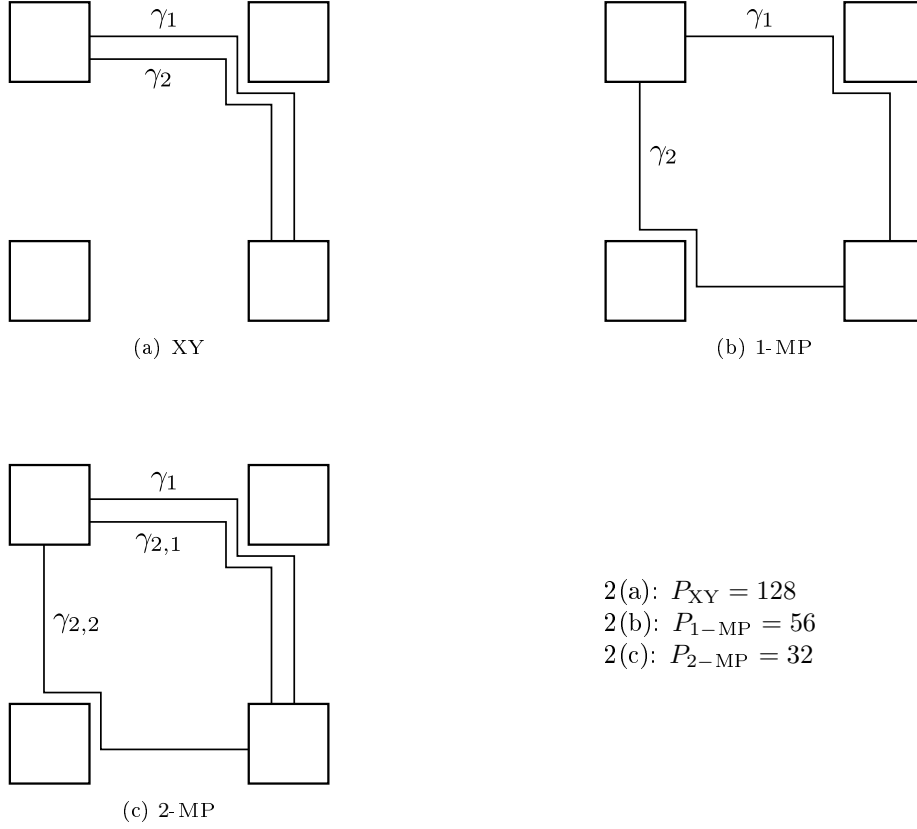 γ₁
γ₂
(a) XY
γ₁
γ₂
(b) 1-MP
γ₁
γ₂,₁
γ₂,₂
(c) 2-MP
2(a): P_XY = 128
2(b): P_1−MP = 56
2(c): P_2−MP = 32